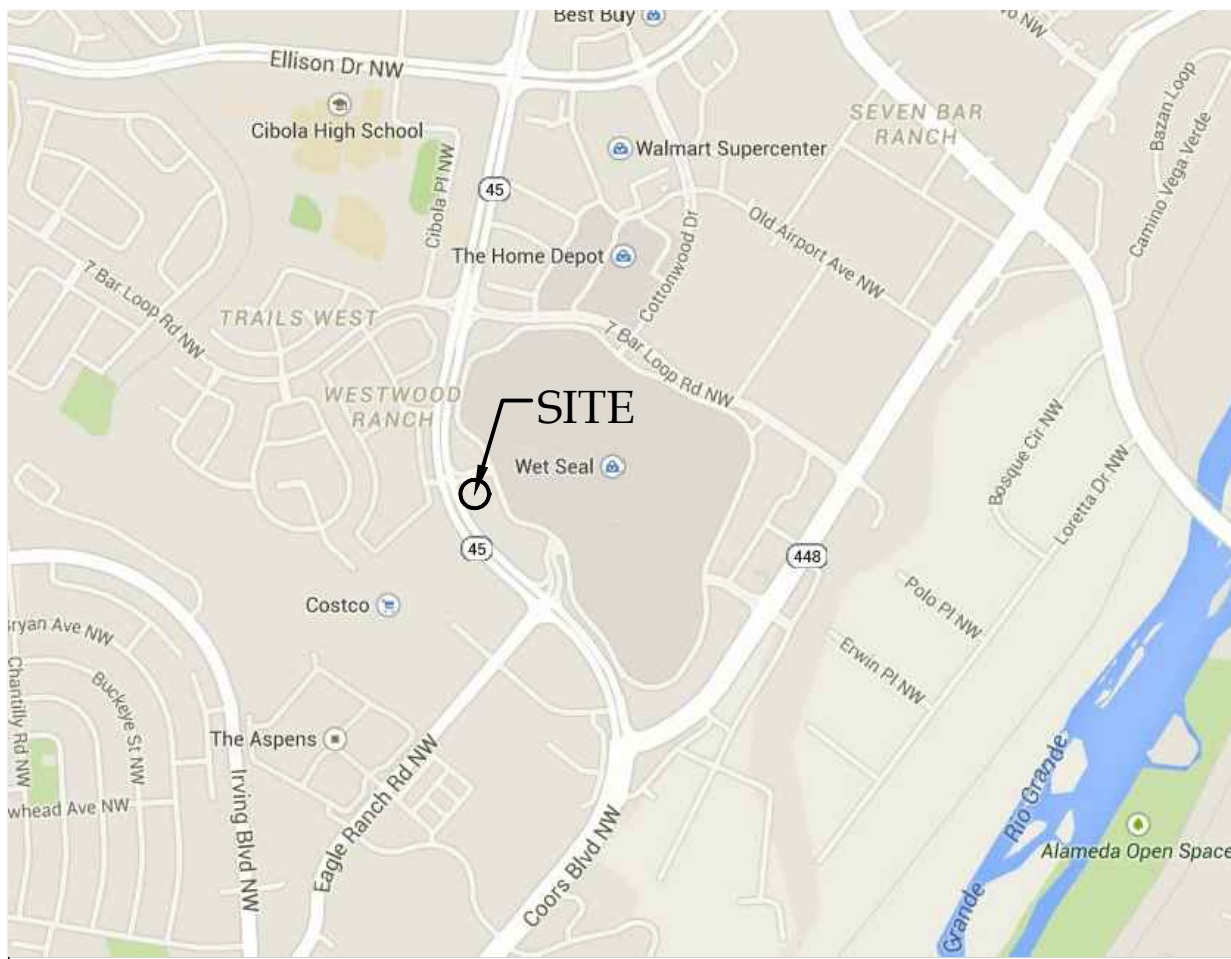 Best Buy
Ellison Dr NW
Cibola High School
SEVEN BAR
RANCH
Bazan Loop
Camino Vega Verde
Walmart Supercenter
45
Cibola Pl NW
Old Airport Ave NW
The Home Depot
Cottonwood Dr
7 Bar Loop Rd NW
TRAILS WEST
7 Bar Loop Rd NW
WESTWOOD
RANCH
SITE
Wet Seal
Bosque Cir NW
Loretta Dr NW
45
448
Costco
Polo Pl NW
Erwin Pl NW
ryan Ave NW
Chantilly Rd NW
Buckeye St NW
The Aspens
Irving Blvd NW
whead Ave NW
Eagle Ranch Rd NW
Coors Blvd NW
Rio Grande
Alameda Open Space
Grande